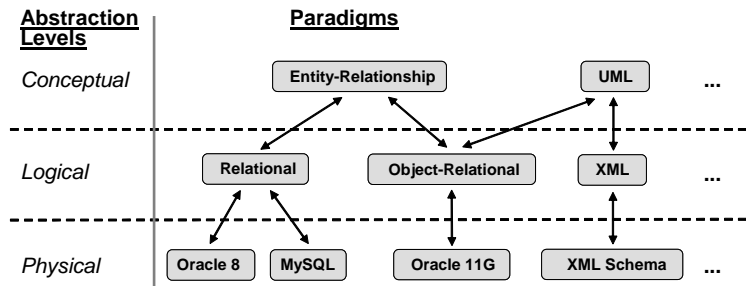 Abstraction
Levels
Paradigms
Conceptual
Entity-Relationship
UML
...
Logical
Relational
Object-Relational
XML
...
Physical
Oracle 8
MySQL
Oracle 11G
XML Schema
...